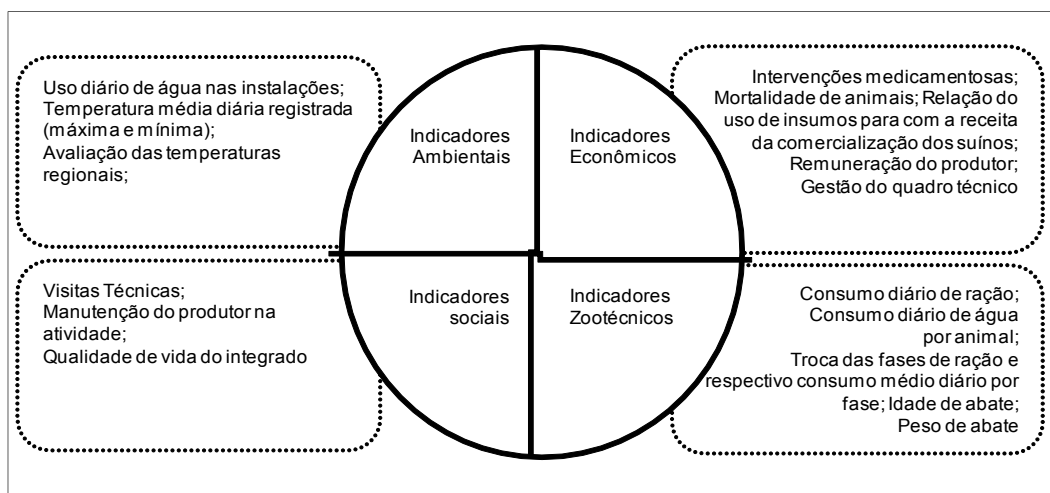 Uso diário de água nas instalações;
Temperatura média diária registrada
(máxima e mínima);
Avaliação das temperaturas
regionais;
Indicadores
Ambientais
Indicadores
Econômicos
Intervenções medicamentosas;
Mortalidade de animais; Relação do
uso de insumos para com a receita
da comercialização dos suínos;
Remuneração do produtor;
Gestão do quadro técnico
Visitas Técnicas;
Manutenção do produtor na
atividade;
Qualidade de vida do integrado
Indicadores
sociais
Indicadores
Zootécnicos
Consumo diário de ração;
Consumo diário de água
por animal;
Troca das fases de ração e
respectivo consumo médio diário por
fase; Idade de abate;
Peso de abate